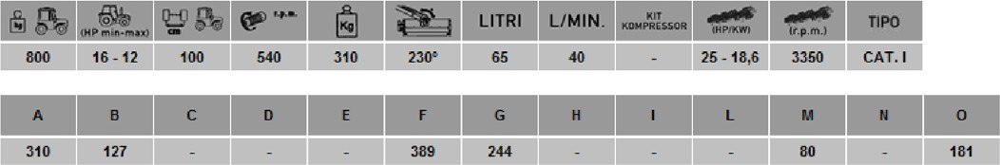 kg (HP min-max) cm r.p.m. Kg LITRI L/MIN. KIT KOMPRESSOR (HP/KW) (r.p.m.) TIPO
800 16 - 12 100 540 310 230° 65 40 - 25 - 18,6 3350 CAT. I
A B C D E F G H I L M N O
310 127 - - - 389 244 - - - 80 - 181